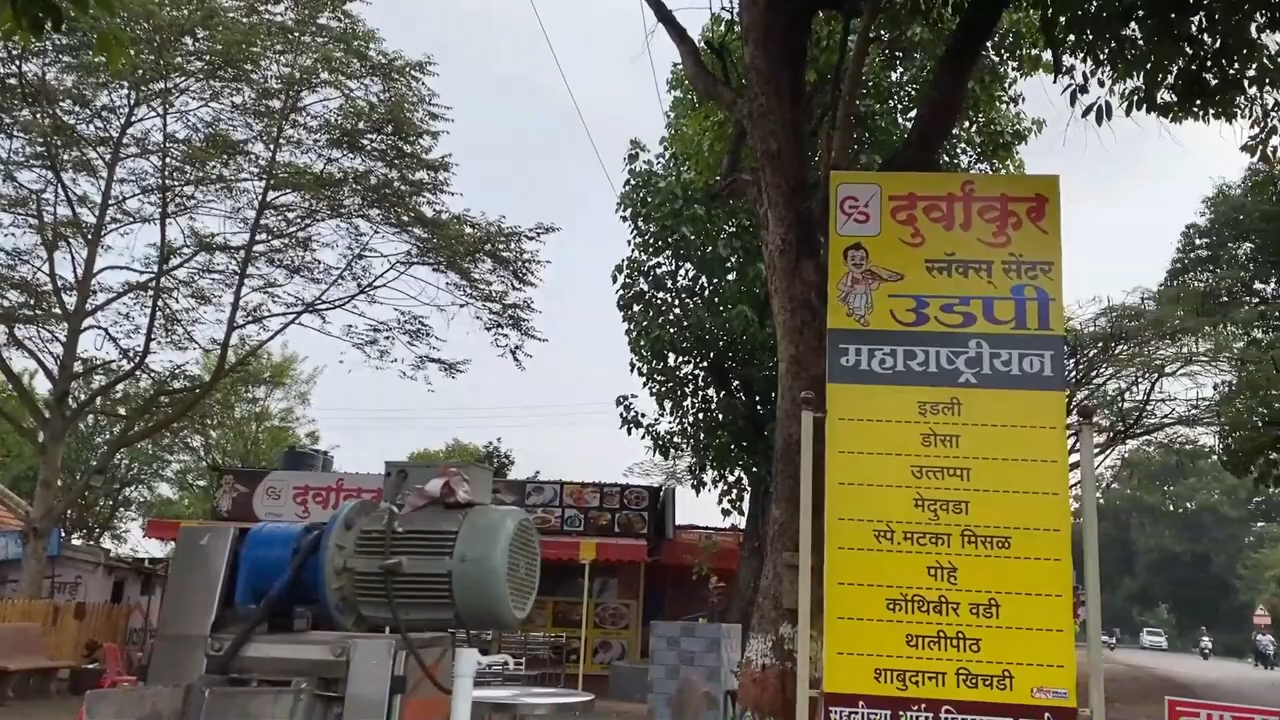 दुर्वांकुर
स्नॅक्स् सेंटर
उडपी
महाराष्ट्रीयन
इडली
डोसा
उत्तप्पा
मेदुवडा
स्पे.मटका मिसळ
पोहे
कोंथिबीर वडी
थालीपीठ
शाबुदाना खिचडी
दुर्वांकुर